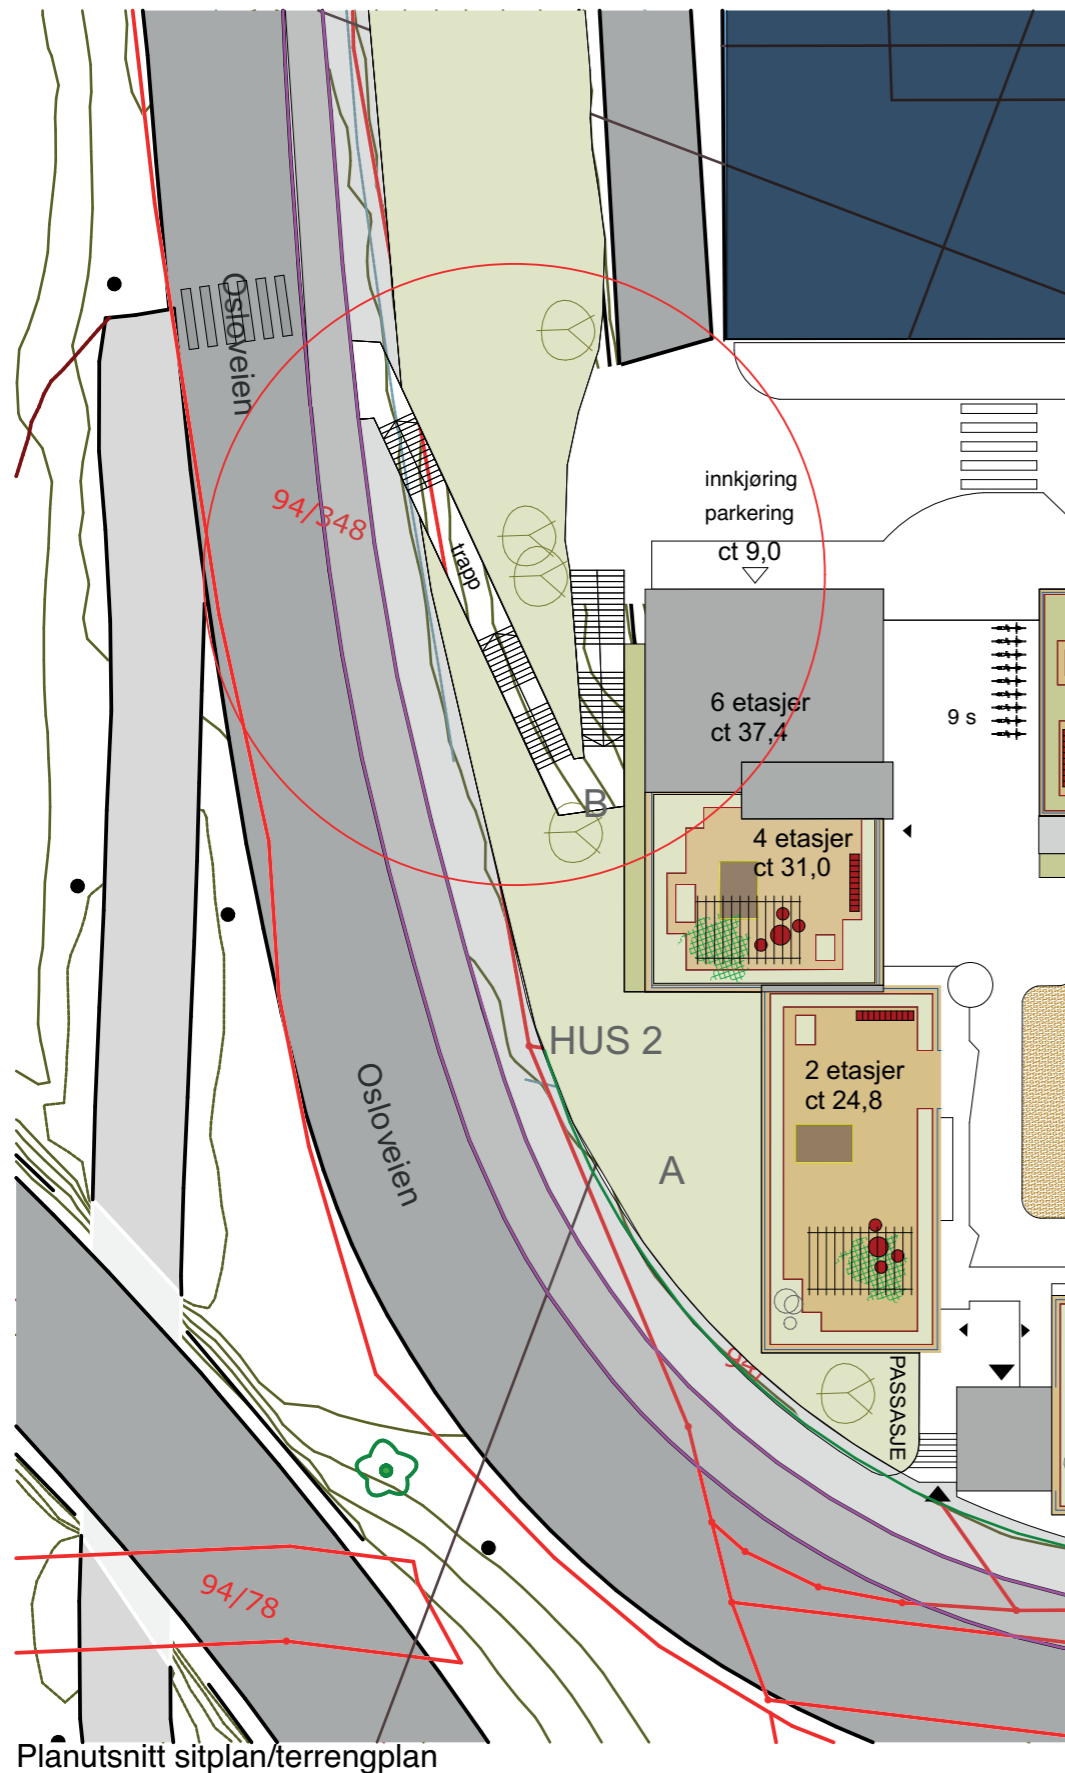 Osloveien
94/348
innkjøring
parkering
ct 9,0
trapp
6 etasjer
ct 37,4
9 s
B
4 etasjer
ct 31,0
HUS 2
2 etasjer
ct 24,8
Osloveien
A
PASSASJE
94/78
Planutsnitt sitplan/terrengplan